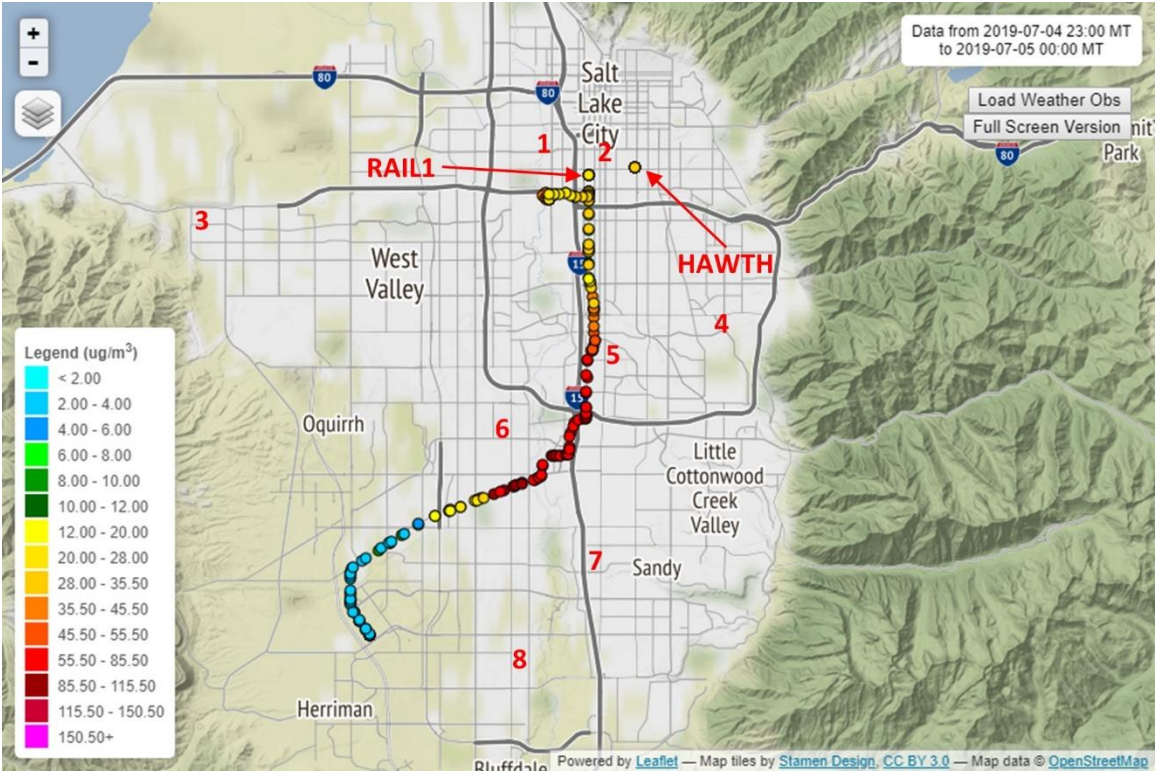 +
-
Data from 2019-07-04 23:00 MT
to 2019-07-05 00:00 MT
Load Weather Obs
Full Screen Version
80
80
80
Salt
Lake
City
mit
Park
1
2
RAIL1
HAWTH
3
West
Valley
15
4
5
15
Oquirrh
6
Little
Cottonwood
Creek
Valley
7
Sandy
8
Herriman
Bluffdale
Legend (ug/m3)
< 2.00
2.00 - 4.00
4.00 - 6.00
6.00 - 8.00
8.00 - 10.00
10.00 - 12.00
12.00 - 20.00
20.00 - 28.00
28.00 - 35.50
35.50 - 45.50
45.50 - 55.50
55.50 - 85.50
85.50 - 115.50
115.50 - 150.50
150.50+
Powered by Leaflet — Map tiles by Stamen Design, CC BY 3.0 — Map data © OpenStreetMap